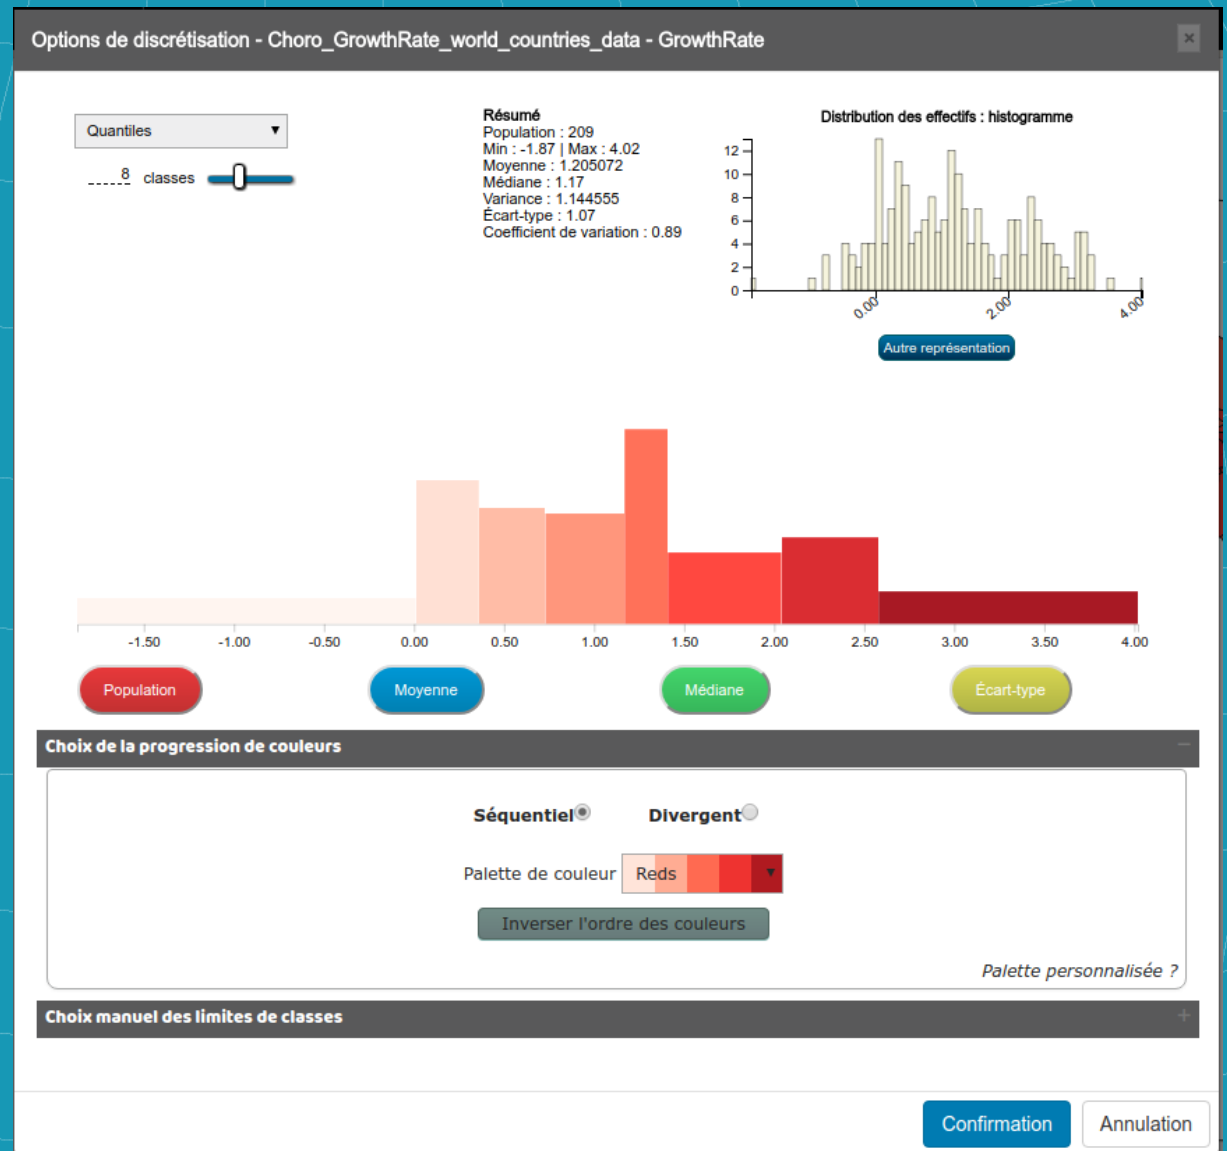 Options de discrétisation - Choro_GrowthRate_world_countries_data - GrowthRate
×
Quantiles
8 classes
Résumé
Population : 209
Min : -1.87 | Max : 4.02
Moyenne : 1.205072
Médiane : 1.17
Variance : 1.144555
Écart-type : 1.07
Coefficient de variation : 0.89
Distribution des effectifs : histogramme
12
10
8
6
4
2
0
0.00 2.00 4.00
Autre représentation
-1.50 -1.00 -0.50 0.00 0.50 1.00 1.50 2.00 2.50 3.00 3.50 4.00
Population Moyenne Médiane Écart-type
Choix de la progression de couleurs −
Séquentiel Divergent
Palette de couleur Reds
Inverser l'ordre des couleurs
Palette personnalisée ?
Choix manuel des limites de classes +
Confirmation Annulation